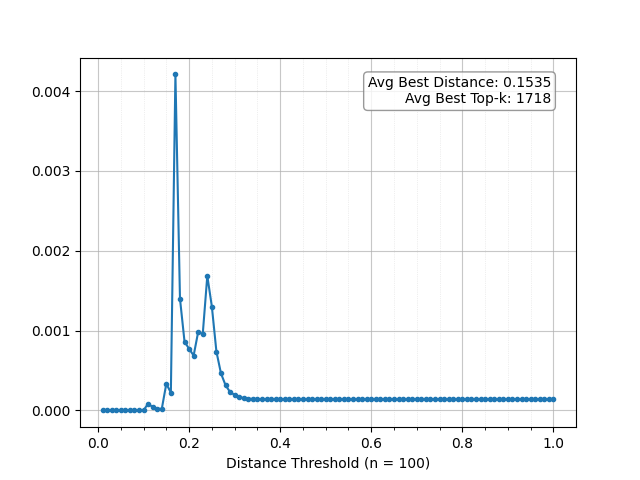 Avg Best Distance: 0.1535
Avg Best Top-k: 1718
0.004
0.003
0.002
0.001
0.000
0.0 0.2 0.4 0.6 0.8 1.0
Distance Threshold (n = 100)